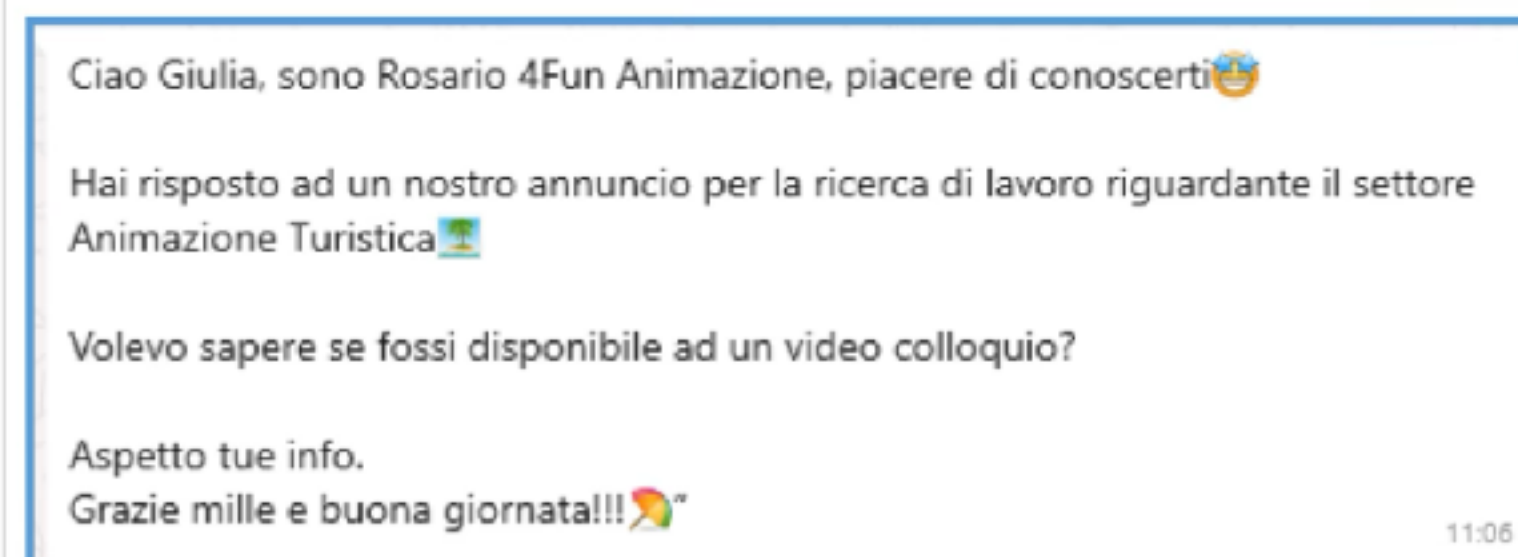 Ciao Giulia, sono Rosario 4Fun Animazione, piacere di conoscerti🤩
Hai risposto ad un nostro annuncio per la ricerca di lavoro riguardante il settore
Animazione Turistica🏝️
Volevo sapere se fossi disponibile ad un video colloquio?
Aspetto tue info.
Grazie mille e buona giornata!!!⛱️”
11:06